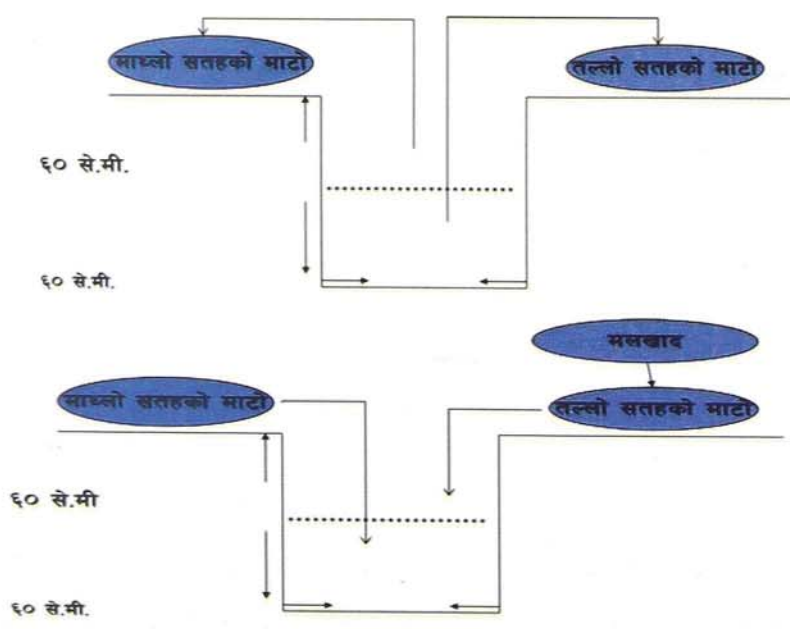 माथ्लो सतहको माटो
तल्लो सतहको माटो
६० से.मी.
६० से.मी.
मलखाद
माथ्लो सतहको माटो
तल्लो सतहको माटो
६० से.मी
६० से.मी.